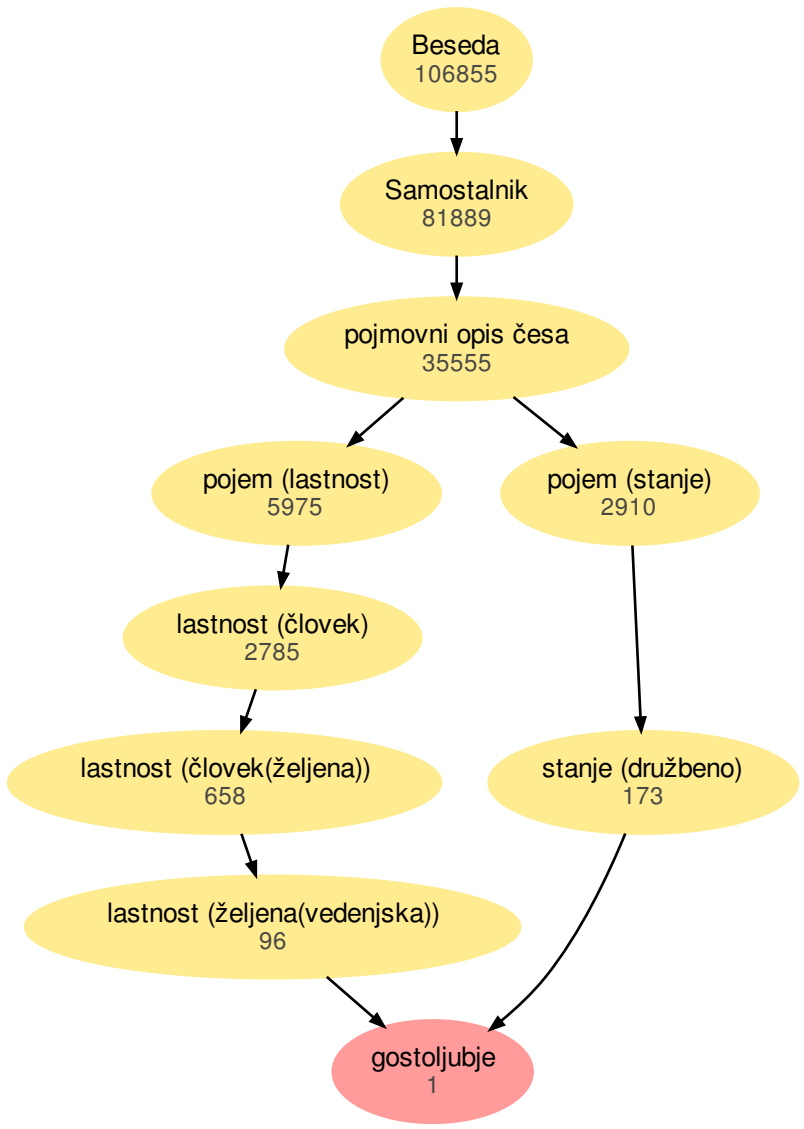 Beseda
106855
Samostalnik
81889
pojmovni opis česa
35555
pojem (lastnost)
5975
pojem (stanje)
2910
lastnost (človek)
2785
lastnost (človek(željena))
658
stanje (družbeno)
173
lastnost (željena(vedenjska))
96
gostoljubje
1